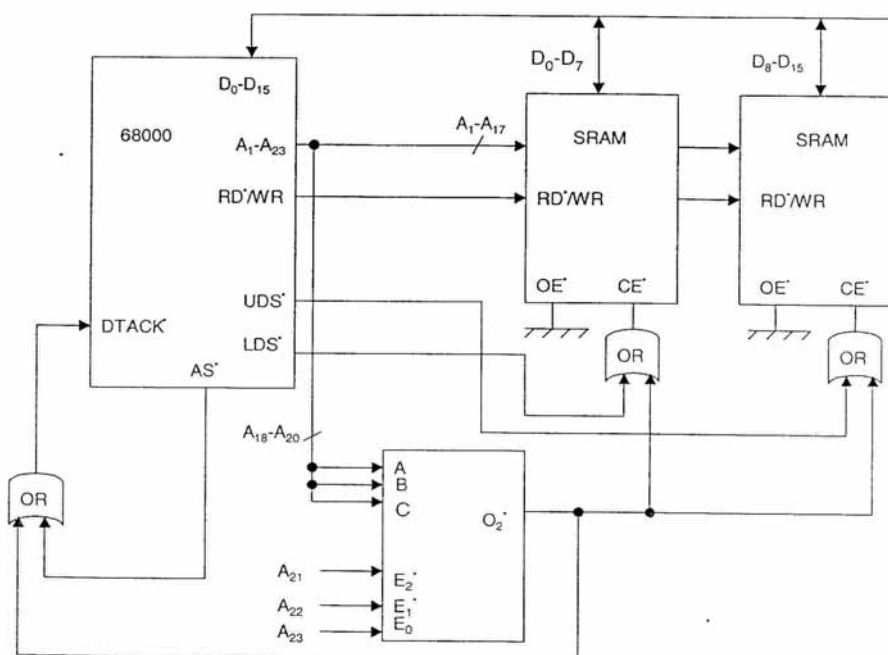 D₀-D₁₅
68000
A₁-A₂₃
RD*/WR
UDS*
DTACK*
LDS*
AS*
A₁-A₁₇
D₀-D₇
SRAM
RD*/WR
OE*
CE*
OR
D₈-D₁₅
SRAM
RD*/WR
OE*
CE*
OR
OR
A₁₈-A₂₀
A
B
C
O₂*
A₂₁
E₂*
A₂₂
E₁*
A₂₃
E₀